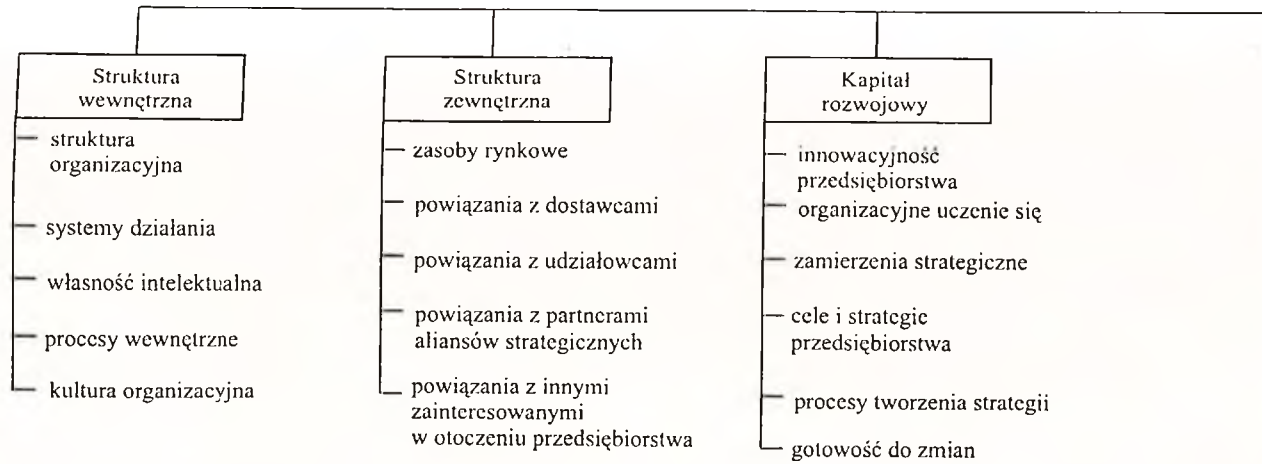 Struktura
wewnętrzna
struktura
organizacyjna
systemy działania
własność intelektualna
procesy wewnętrzne
kultura organizacyjna
Struktura
zewnętrzna
zasoby rynkowe
powiązania z dostawcami
powiązania z udziałowcami
powiązania z partnerami
aliansów strategicznych
powiązania z innymi
zainteresowanymi
w otoczeniu przedsiębiorstwa
Kapitał
rozwojowy
innowacyjność
przedsiębiorstwa
organizacyjne uczenie się
zamierzenia strategiczne
cele i strategie
przedsiębiorstwa
procesy tworzenia strategii
gotowość do zmian